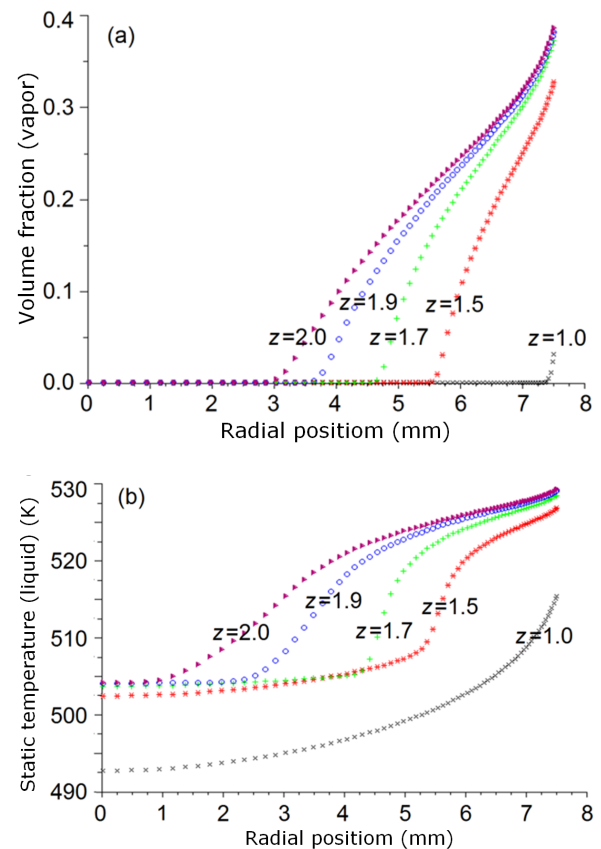 (a)
Volume fraction (vapor)
0.4
0.3
0.2
0.1
0.0
z=2.0
z=1.9
z=1.7
z=1.5
z=1.0
0 1 2 3 4 5 6 7 8
Radial positiom (mm)
(b)
Static temperature (liquid) (K)
530
520
510
500
490
z=2.0
z=1.9
z=1.7
z=1.5
z=1.0
0 1 2 3 4 5 6 7 8
Radial positiom (mm)